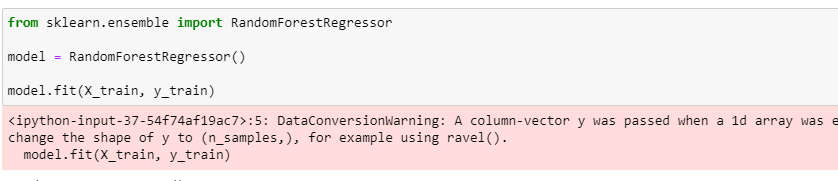 from sklearn.ensemble import RandomForestRegressor
model = RandomForestRegressor()
model.fit(X_train, y_train)
<ipython-input-37-54f74af19ac7>:5: DataConversionWarning: A column-vector y was passed when a 1d array was
change the shape of y to (n_samples,), for example using ravel().
model.fit(X_train, y_train)